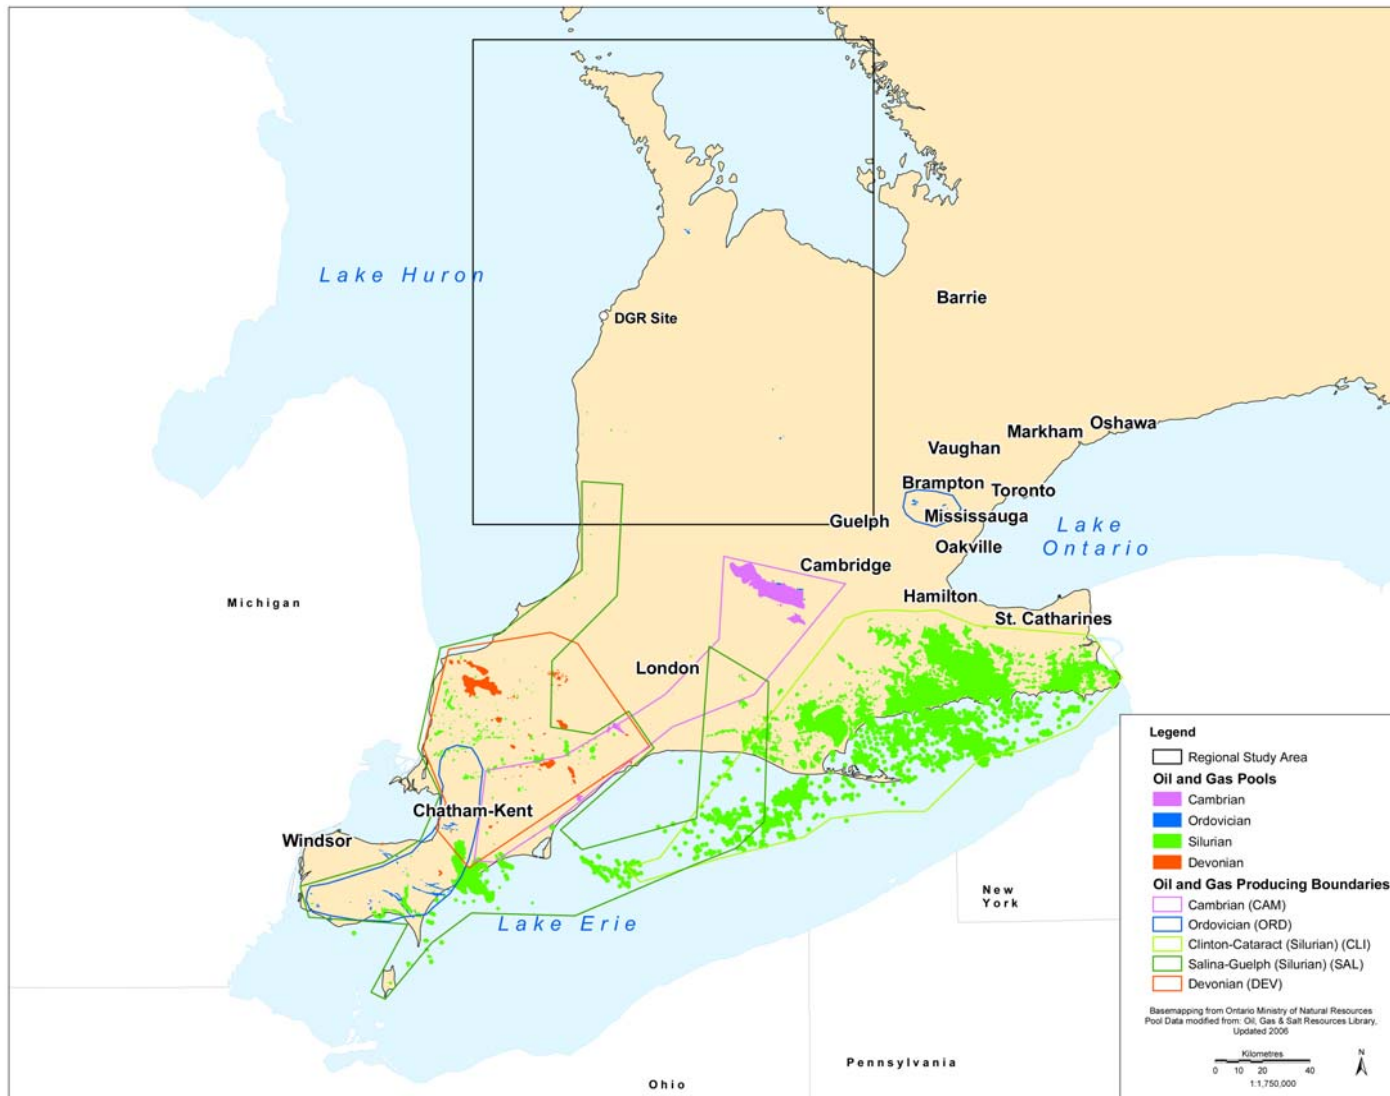 Lake Huron
Barrie
DGR Site
Oshawa
Markham
Vaughan
Brampton
Toronto
Guelph
Mississauga
Lake
Ontario
Oakville
Cambridge
Hamilton
Michigan
St. Catharines
London
Chatham-Kent
Windsor
New
York
Lake Erie
Pennsylvania
Ohio
Legend
Regional Study Area
Oil and Gas Pools
Cambrian
Ordovician
Silurian
Devonian
Oil and Gas Producing Boundaries
Cambrian (CAM)
Ordovician (ORD)
Clinton-Cataract (Silurian) (CLI)
Salina-Guelph (Silurian) (SAL)
Devonian (DEV)
Basemapping from Ontario Ministry of Natural Resources
Pool Data modified from: Oil, Gas & Salt Resources Library,
Updated 2006
Kilometres
0 10 20 40
1:1,750,000
N